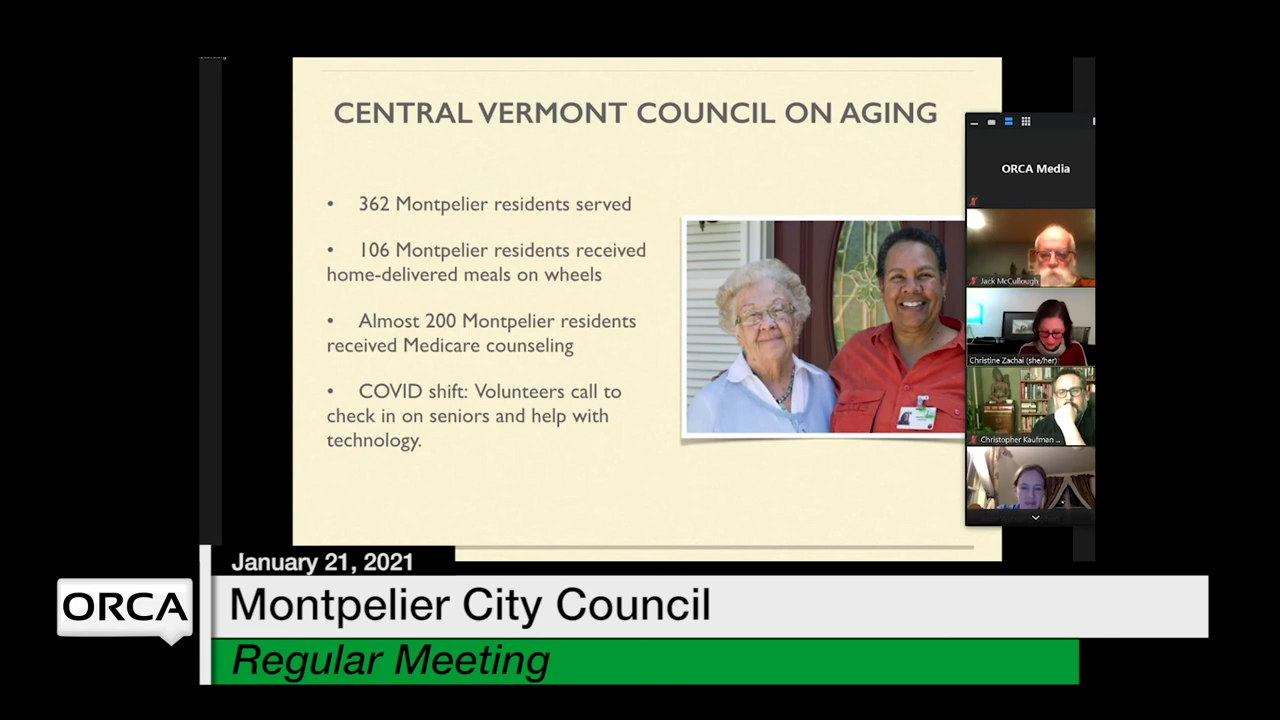 CENTRAL VERMONT COUNCIL ON AGING
• 362 Montpelier residents served
• 106 Montpelier residents received
home-delivered meals on wheels
• Almost 200 Montpelier residents
received Medicare counseling
• COVID shift: Volunteers call to
check in on seniors and help with
technology.
ORCA Media
Jack McCullough
Christine Zachai (she/her)
Christopher Kaufman ...
January 21, 2021
ORCA
Montpelier City Council
Regular Meeting